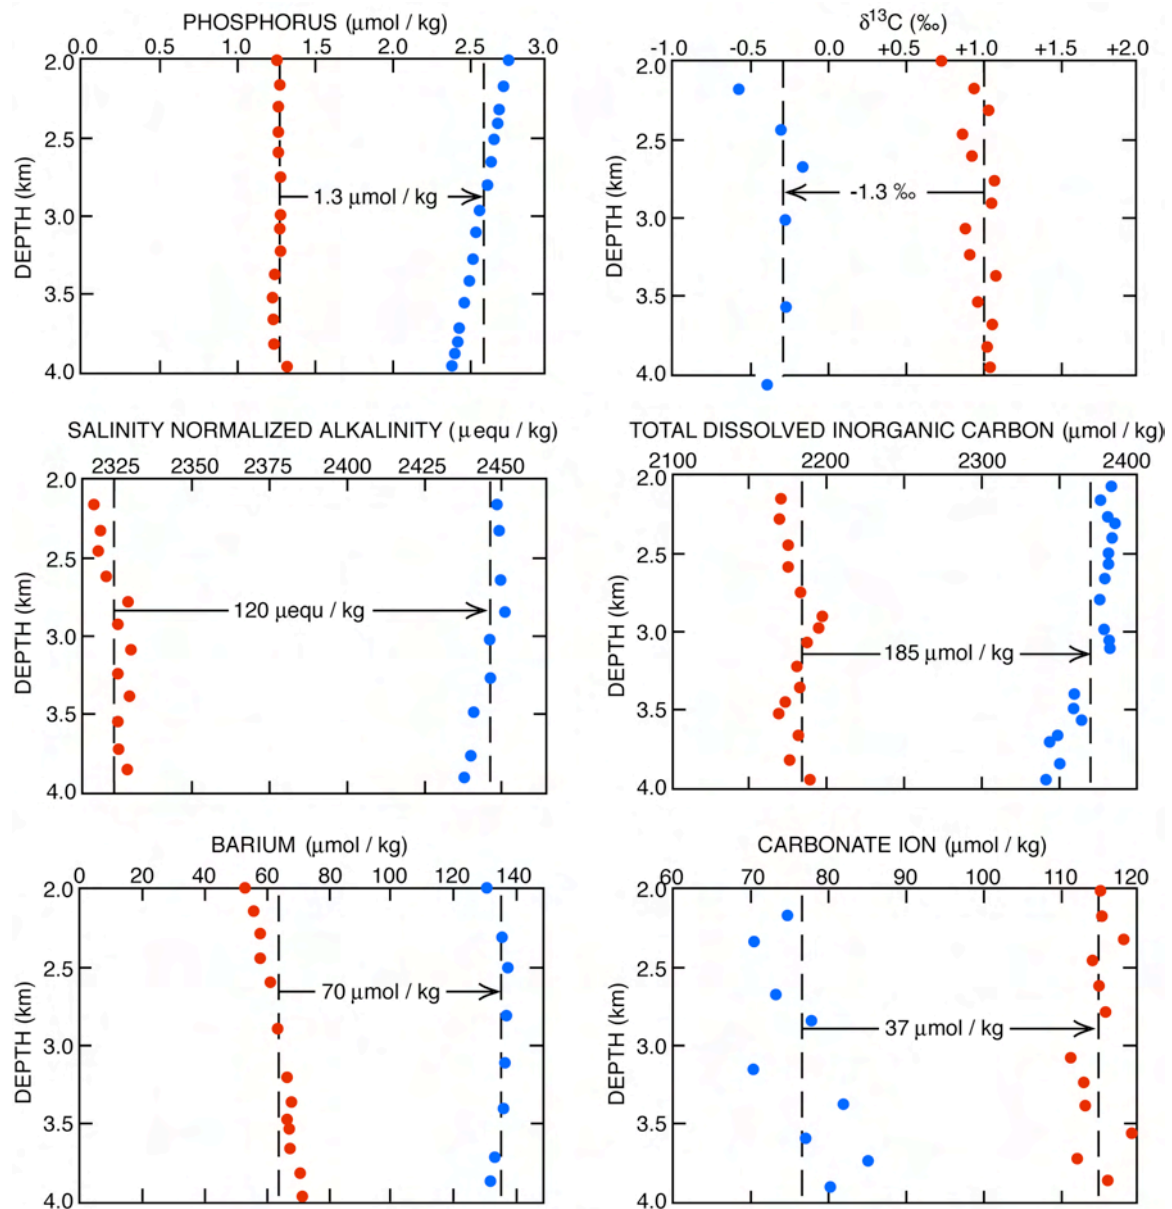 PHOSPHORUS (μmol / kg)
0.0 0.5 1.0 1.5 2.0 2.5 3.0
2.0
2.5
3.0
3.5
4.0
DEPTH (km)
1.3 μmol / kg
δ13C (‰)
-1.0 -0.5 0.0 +0.5 +1.0 +1.5 +2.0
2.0
2.5
3.0
3.5
4.0
DEPTH (km)
-1.3 ‰
SALINITY NORMALIZED ALKALINITY (μequ / kg)
2325 2350 2375 2400 2425 2450
2.0
2.5
3.0
3.5
4.0
DEPTH (km)
120 μequ / kg
TOTAL DISSOLVED INORGANIC CARBON (μmol / kg)
2100 2200 2300 2400
2.0
2.5
3.0
3.5
4.0
DEPTH (km)
185 μmol / kg
BARIUM (μmol / kg)
0 20 40 60 80 100 120 140
2.0
2.5
3.0
3.5
4.0
DEPTH (km)
70 μmol / kg
CARBONATE ION (μmol / kg)
60 70 80 90 100 110 120
2.0
2.5
3.0
3.5
4.0
DEPTH (km)
37 μmol / kg